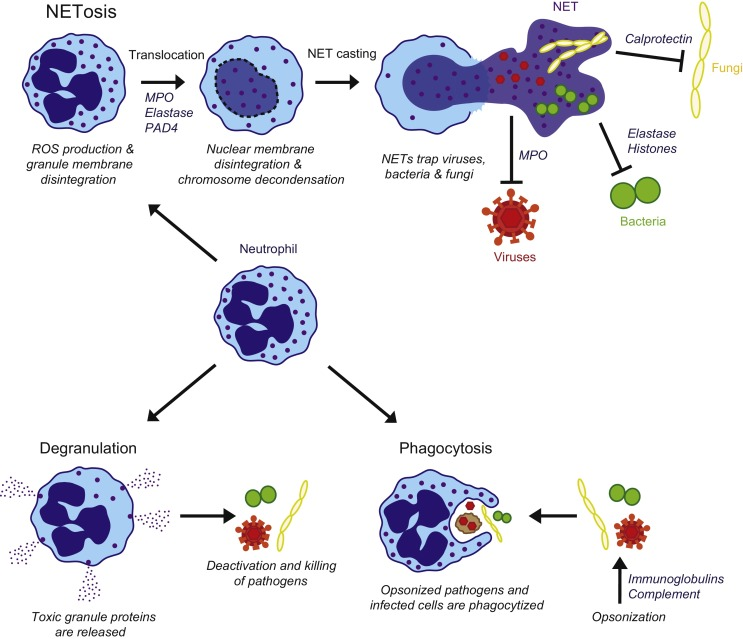 NETosis
NET
Translocation
NET casting
Calprotectin
Fungi
MPO
Elastase
PAD4
ROS production &
granule membrane
disintegration
Nuclear membrane
disintegration &
chromosome decondensation
NETs trap viruses,
bacteria & fungi
MPO
Elastase
Histones
Viruses
Bacteria
Neutrophil
Degranulation
Phagocytosis
Deactivation and killing
of pathogens
Toxic granule proteins
are released
Opsonized pathogens and
infected cells are phagocytized
Immunoglobulins
Complement
Opsonization